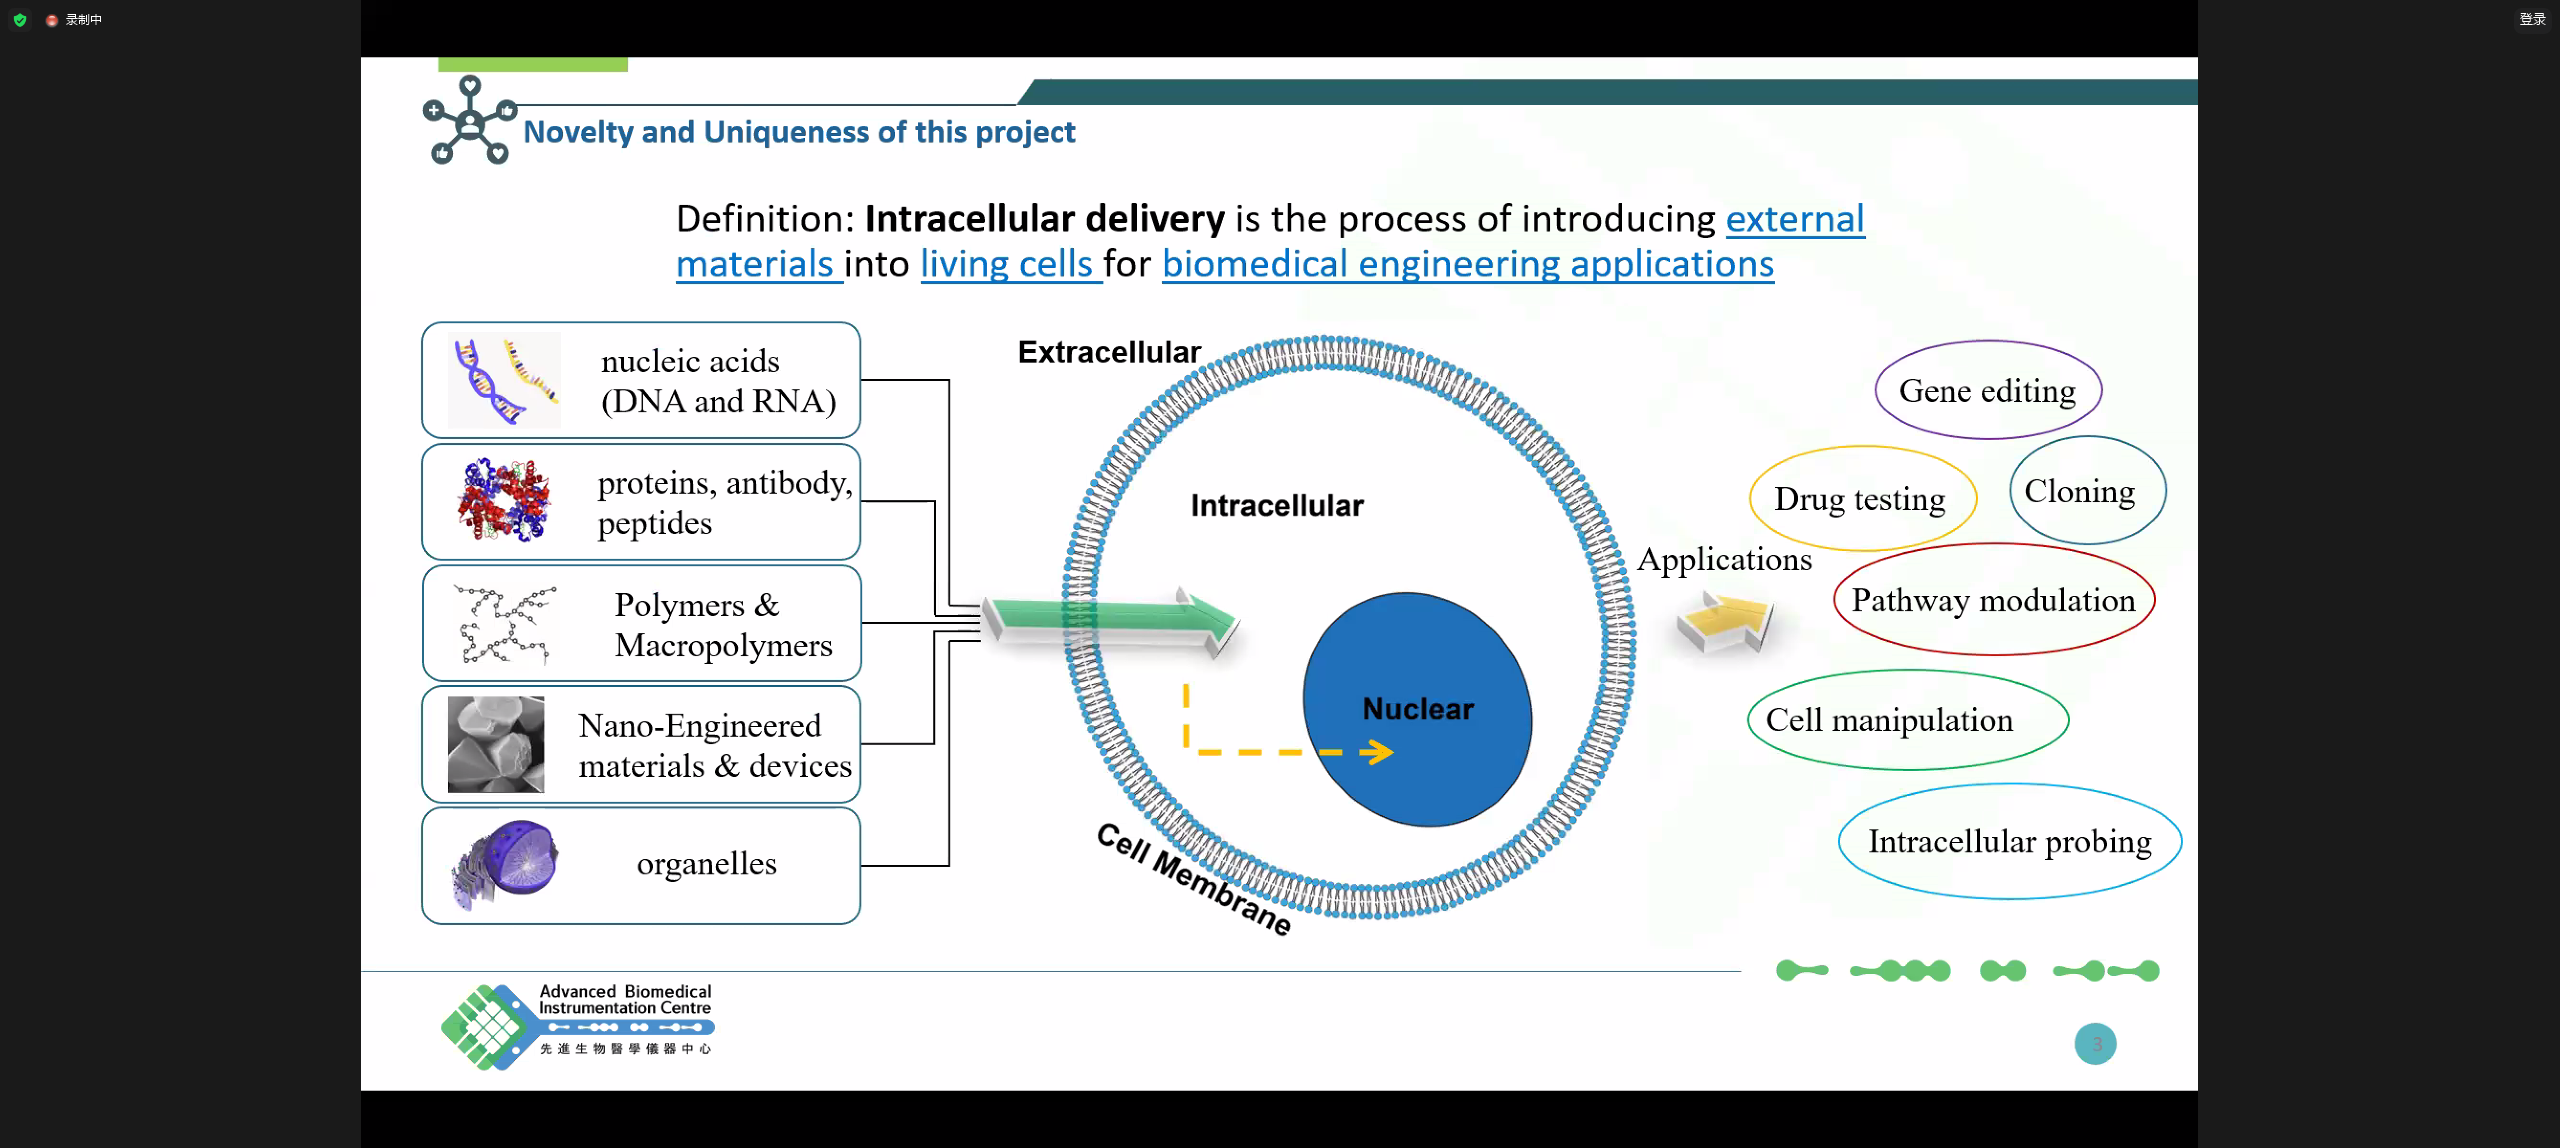 录制中
登录
Novelty and Uniqueness of this project
Definition: Intracellular delivery is the process of introducing external
materials into living cells for biomedical engineering applications
nucleic acids
(DNA and RNA)
proteins, antibody,
peptides
Polymers &
Macropolymers
Nano-Engineered
materials & devices
organelles
Extracellular
Intracellular
Nuclear
Cell Membrane
Applications
Gene editing
Drug testing
Cloning
Pathway modulation
Cell manipulation
Intracellular probing
Advanced Biomedical
Instrumentation Centre
先進生物醫學儀器中心
3